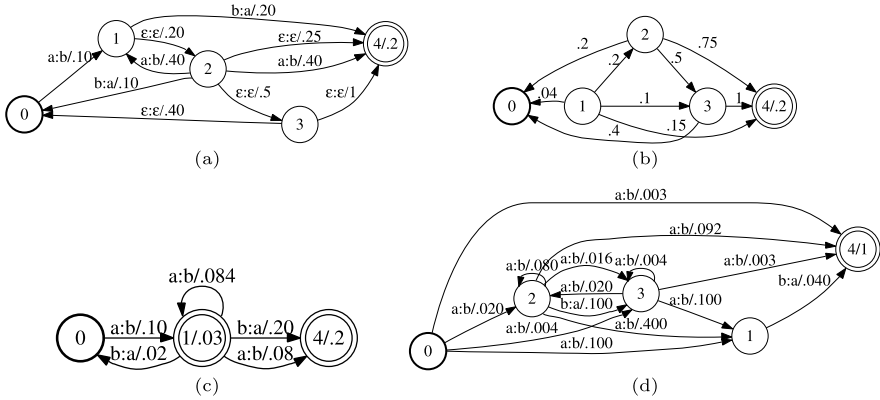 b:a/.20
1
ε:ε/.20
ε:ε/.25
4/.2
a:b/.10
a:b/.40
2
a:b/.40
b:a/.10
ε:ε/.5
ε:ε/1
0
ε:ε/.40
3
(a)
2
.2
.75
.2
.5
0
.04
1
.1
3
1
4/.2
.4
.15
(b)
a:b/.084
0
a:b/.10
1/.03
b:a/.20
4/.2
b:a/.02
a:b/.08
(c)
a:b/.003
a:b/.092
a:b/.016
a:b/.080
a:b/.004
a:b/.003
4/1
a:b/.020
2
a:b/.020
3
b:a/.040
b:a/.100
a:b/.100
a:b/.004
a:b/.400
1
0
a:b/.100
(d)